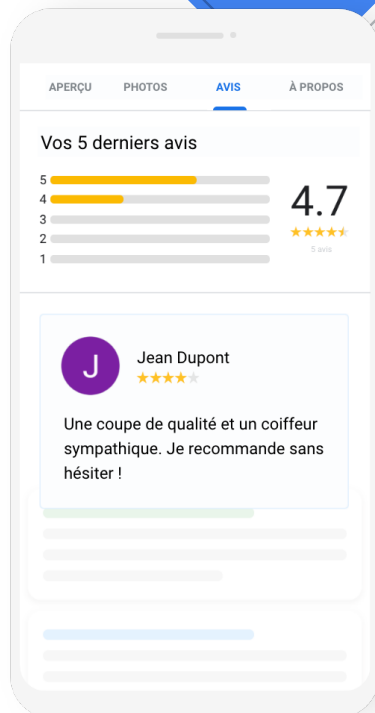 APERÇU PHOTOS AVIS À PROPOS
Vos 5 derniers avis
5
4
3
2
1
4.7
5 avis
J
Jean Dupont
Une coupe de qualité et un coiffeur
sympathique. Je recommande sans
hésiter !